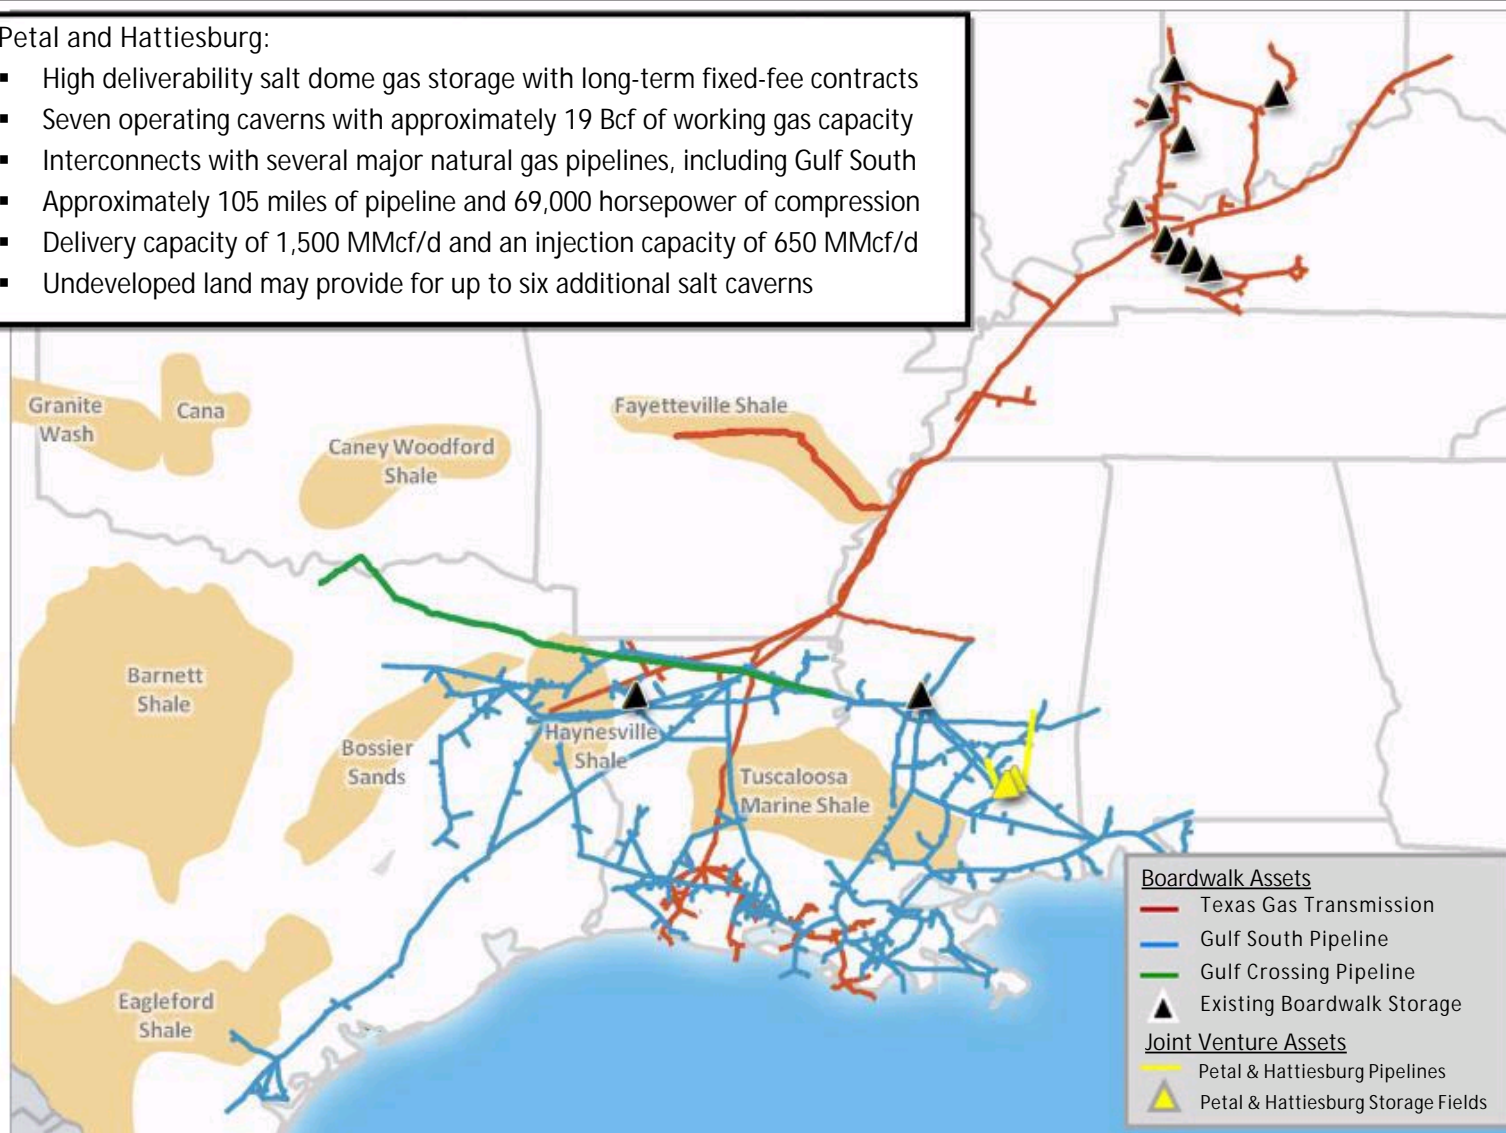 Petal and Hattiesburg:
▪ High deliverability salt dome gas storage with long-term fixed-fee contracts
▪ Seven operating caverns with approximately 19 Bcf of working gas capacity
▪ Interconnects with several major natural gas pipelines, including Gulf South
▪ Approximately 105 miles of pipeline and 69,000 horsepower of compression
▪ Delivery capacity of 1,500 MMcf/d and an injection capacity of 650 MMcf/d
▪ Undeveloped land may provide for up to six additional salt caverns
Granite
Wash
Cana
Caney Woodford
Shale
Fayetteville Shale
Barnett
Shale
Bossier
Sands
Haynesville
Shale
Tuscaloosa
Marine Shale
Eagleford
Shale
Boardwalk Assets
Texas Gas Transmission
Gulf South Pipeline
Gulf Crossing Pipeline
Existing Boardwalk Storage
Joint Venture Assets
Petal & Hattiesburg Pipelines
Petal & Hattiesburg Storage Fields